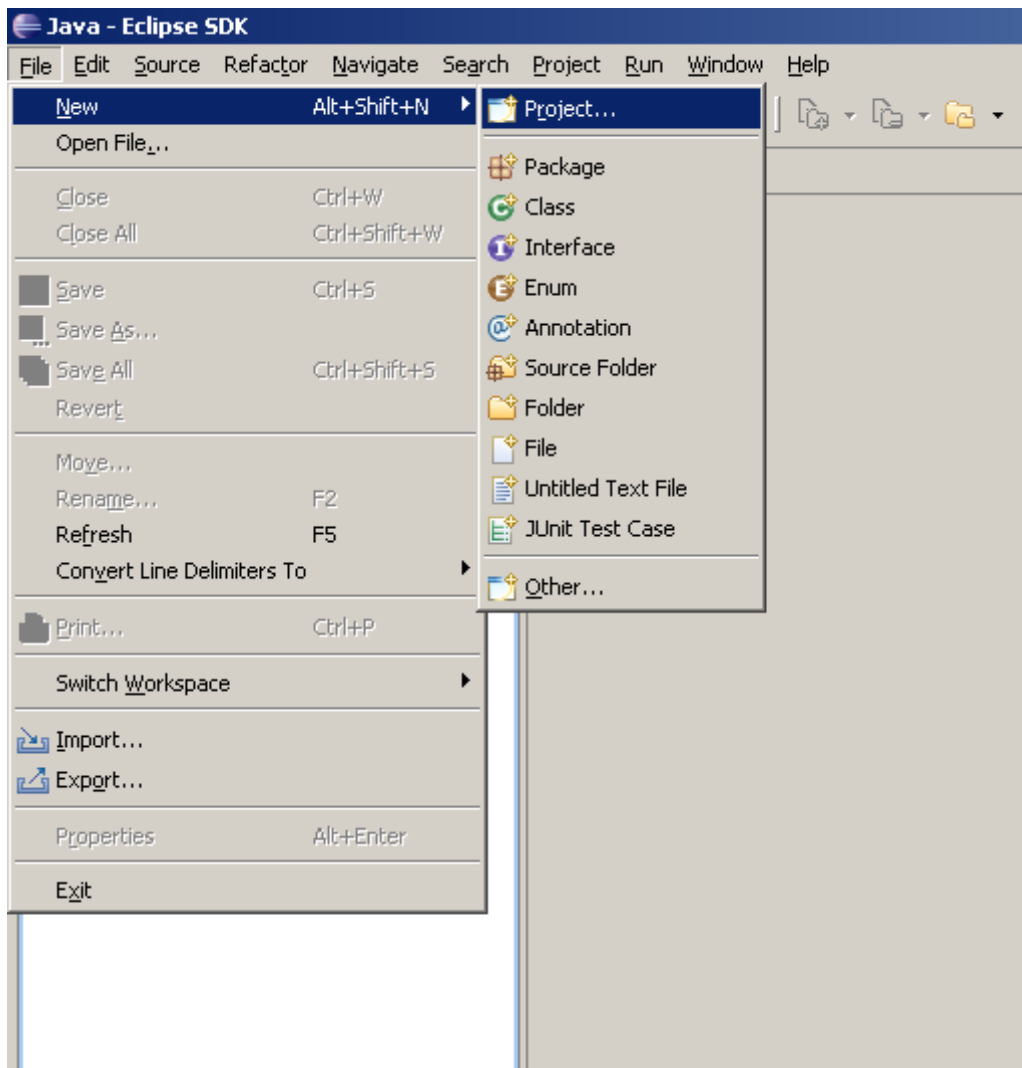 Java - Eclipse SDK
File Edit Source Refactor Navigate Search Project Run Window Help
New Alt+Shift+N
Open File...
Close Ctrl+W
Close All Ctrl+Shift+W
Save Ctrl+S
Save As...
Save All Ctrl+Shift+S
Revert
Move...
Rename... F2
Refresh F5
Convert Line Delimiters To
Print... Ctrl+P
Switch Workspace
Import...
Export...
Properties Alt+Enter
Exit
Project...
Package
Class
Interface
Enum
Annotation
Source Folder
Folder
File
Untitled Text File
JUnit Test Case
Other...